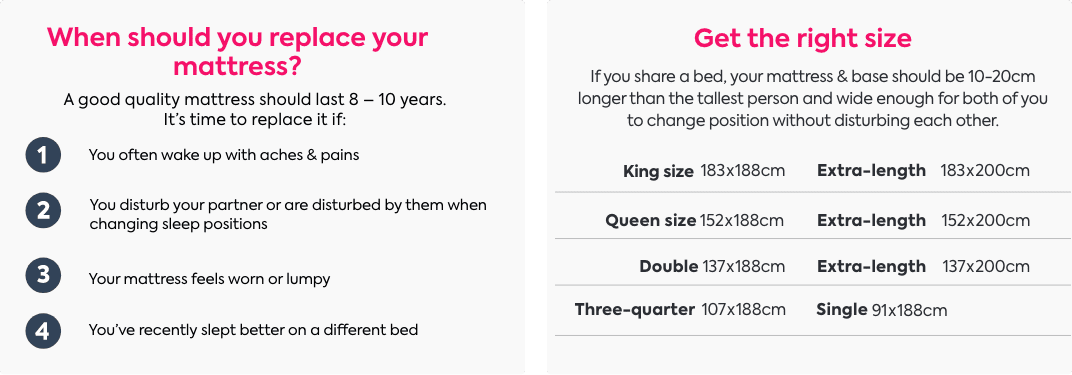 When should you replace your
mattress?
A good quality mattress should last 8 – 10 years.
It's time to replace it if:
1 You often wake up with aches & pains
2 You disturb your partner or are disturbed by them when
changing sleep positions
3 Your mattress feels worn or lumpy
4 You've recently slept better on a different bed
Get the right size
If you share a bed, your mattress & base should be 10-20cm
longer than the tallest person and wide enough for both of you
to change position without disturbing each other.
King size 183x188cm Extra-length 183x200cm
Queen size 152x188cm Extra-length 152x200cm
Double 137x188cm Extra-length 137x200cm
Three-quarter 107x188cm Single 91x188cm